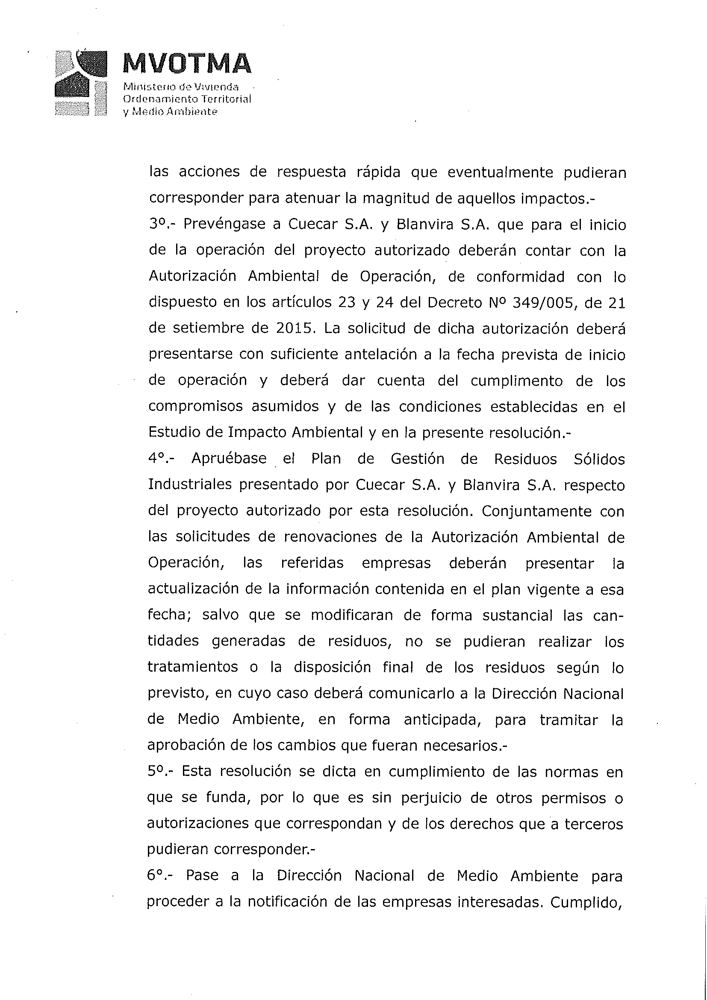 MVOTMA
Ministerio de Vivienda
Ordenamiento Territorial
y Medio Ambiente
las acciones de respuesta rápida que eventualmente pudieran
corresponder para atenuar la magnitud de aquellos impactos.-
3º.- Prevéngase a Cuecar S.A. y Blanvira S.A. que para el inicio
de la operación del proyecto autorizado deberán contar con la
Autorización Ambiental de Operación, de conformidad con lo
dispuesto en los artículos 23 y 24 del Decreto Nº 349/005, de 21
de setiembre de 2015. La solicitud de dicha autorización deberá
presentarse con suficiente antelación a la fecha prevista de inicio
de operación y deberá dar cuenta del cumplimento de los
compromisos asumidos y de las condiciones establecidas en el
Estudio de Impacto Ambiental y en la presente resolución.-
4º.- Apruébase el Plan de Gestión de Residuos Sólidos
Industriales presentado por Cuecar S.A. y Blanvira S.A. respecto
del proyecto autorizado por esta resolución. Conjuntamente con
las solicitudes de renovaciones de la Autorización Ambiental de
Operación, las referidas empresas deberán presentar la
actualización de la información contenida en el plan vigente a esa
fecha; salvo que se modificaran de forma sustancial las can-
tidades generadas de residuos, no se pudieran realizar los
tratamientos o la disposición final de los residuos según lo
previsto, en cuyo caso deberá comunicarlo a la Dirección Nacional
de Medio Ambiente, en forma anticipada, para tramitar la
aprobación de los cambios que fueran necesarios.-
5º.- Esta resolución se dicta en cumplimiento de las normas en
que se funda, por lo que es sin perjuicio de otros permisos o
autorizaciones que correspondan y de los derechos que a terceros
pudieran corresponder.-
6º.- Pase a la Dirección Nacional de Medio Ambiente para
proceder a la notificación de las empresas interesadas. Cumplido,